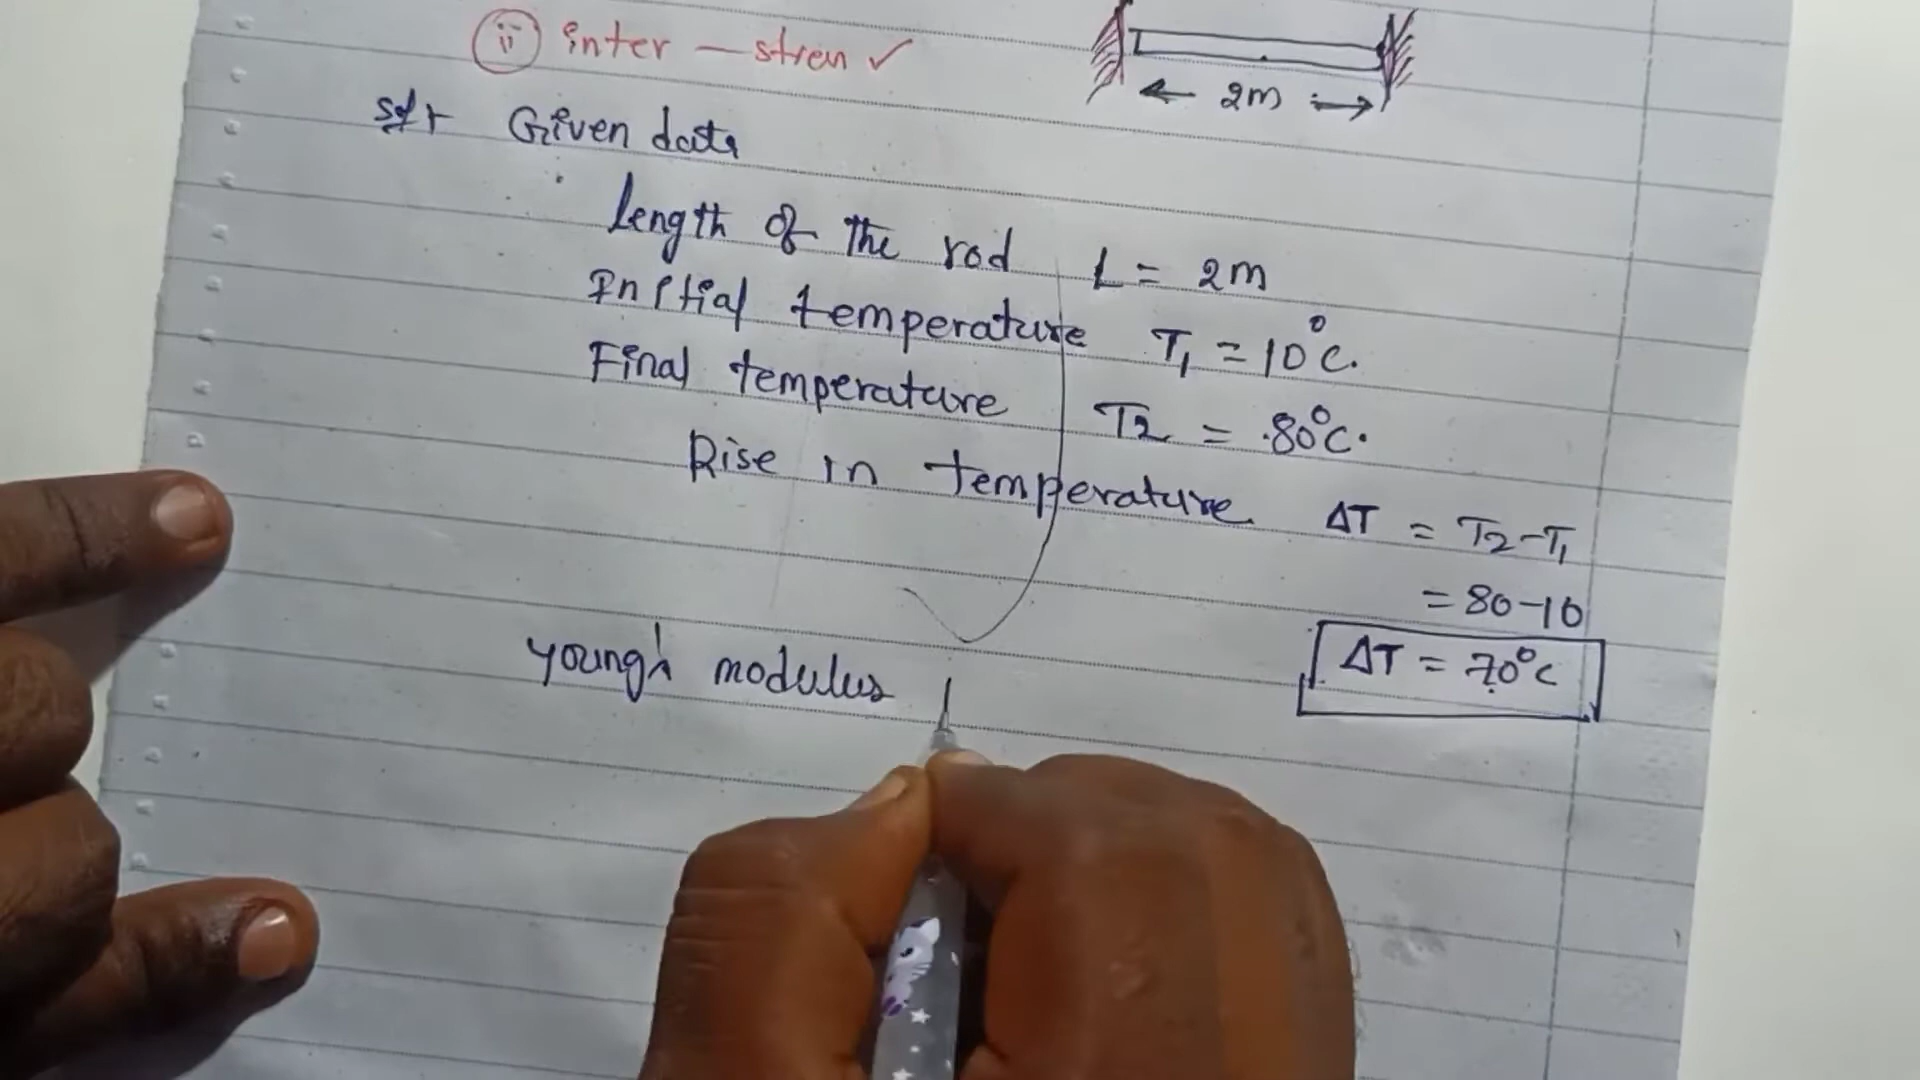 ii inter - stren ✓
← 2m →
Given data
Length of the rod L = 2m
Initial temperature T₁ = 10°C.
Final temperature T2 = .80°C.
Rise in temperature ΔT = T2-T₁
= 80-10
ΔT = 70°C
young's modulus